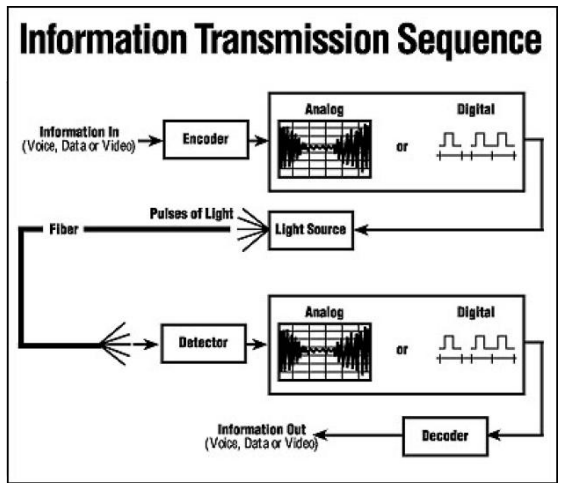 Information Transmission Sequence
Analog
Digital
Information In
(Voice, Data or Video)
Encoder
or
Pulses of Light
Fiber
Light Source
Analog
Digital
Detector
or
Information Out
(Voice, Data or Video)
Decoder